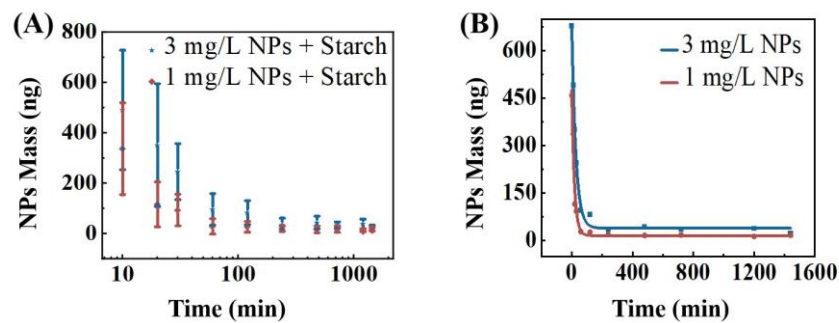 (A)
800
600
400
200
0
NPs Mass (ng)
3 mg/L NPs + Starch
1 mg/L NPs + Starch
10
100
1000
Time (min)
(B)
600
450
300
150
0
NPs Mass (ng)
3 mg/L NPs
1 mg/L NPs
0
400
800
1200
1600
Time (min)